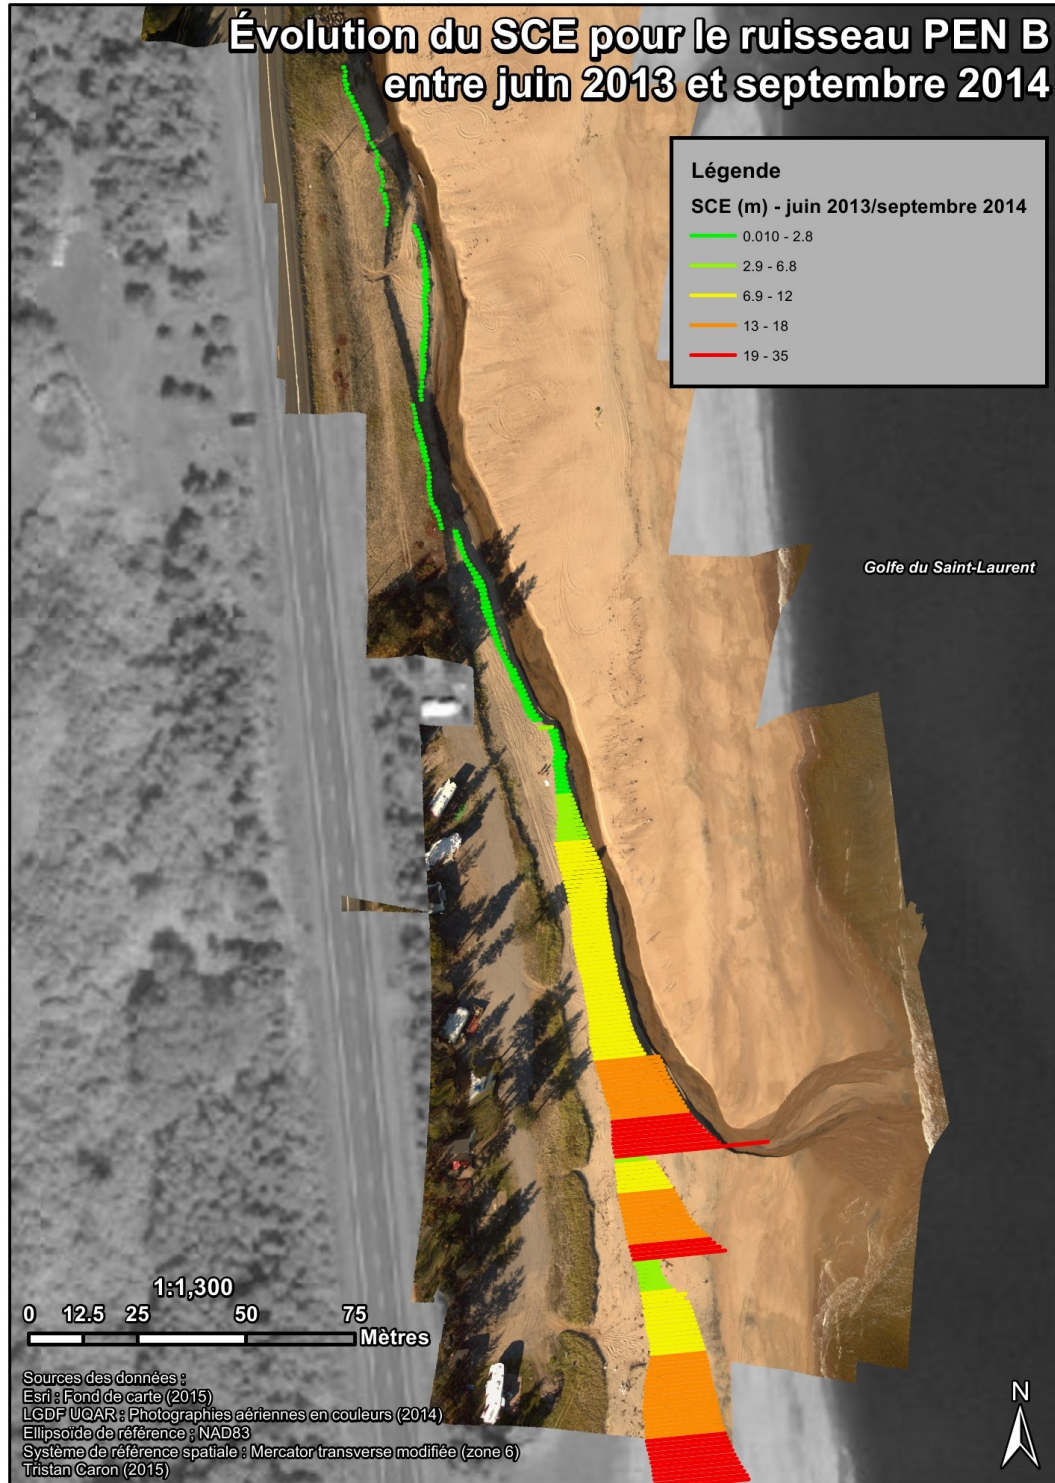 Évolution du SCE pour le ruisseau PEN B
entre juin 2013 et septembre 2014
Légende
SCE (m) - juin 2013/septembre 2014
0.010 - 2.8
2.9 - 6.8
6.9 - 12
13 - 18
19 - 35
Golfe du Saint-Laurent
1:1,300
0 12.5 25 50 75
Mètres
Sources des données :
Esri : Fond de carte (2015)
LGDF UQAR : Photographies aériennes en couleurs (2014)
Ellipsoïde de référence ; NAD83
Système de référence spatiale : Mercator transverse modifiée (zone 6)
Tristan Caron (2015)
N